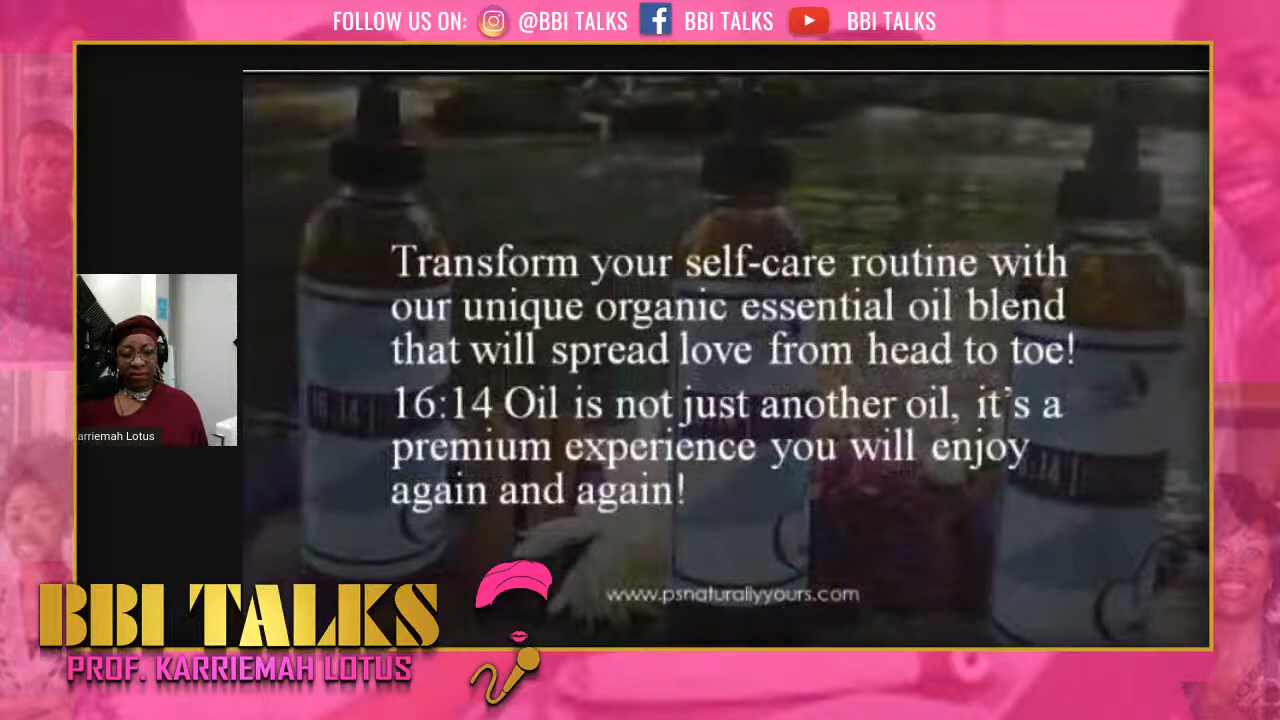 FOLLOW US ON: @BBI TALKS BBI TALKS BBI TALKS
Transform your self-care routine with
our unique organic essential oil blend
that will spread love from head to toe!
16:14 Oil is not just another oil, it's a
premium experience you will enjoy
again and again!
www.psnaturallyyours.com
arriemah Lotus
BBI TALKS
PROF. KARRIEMAH LOTUS